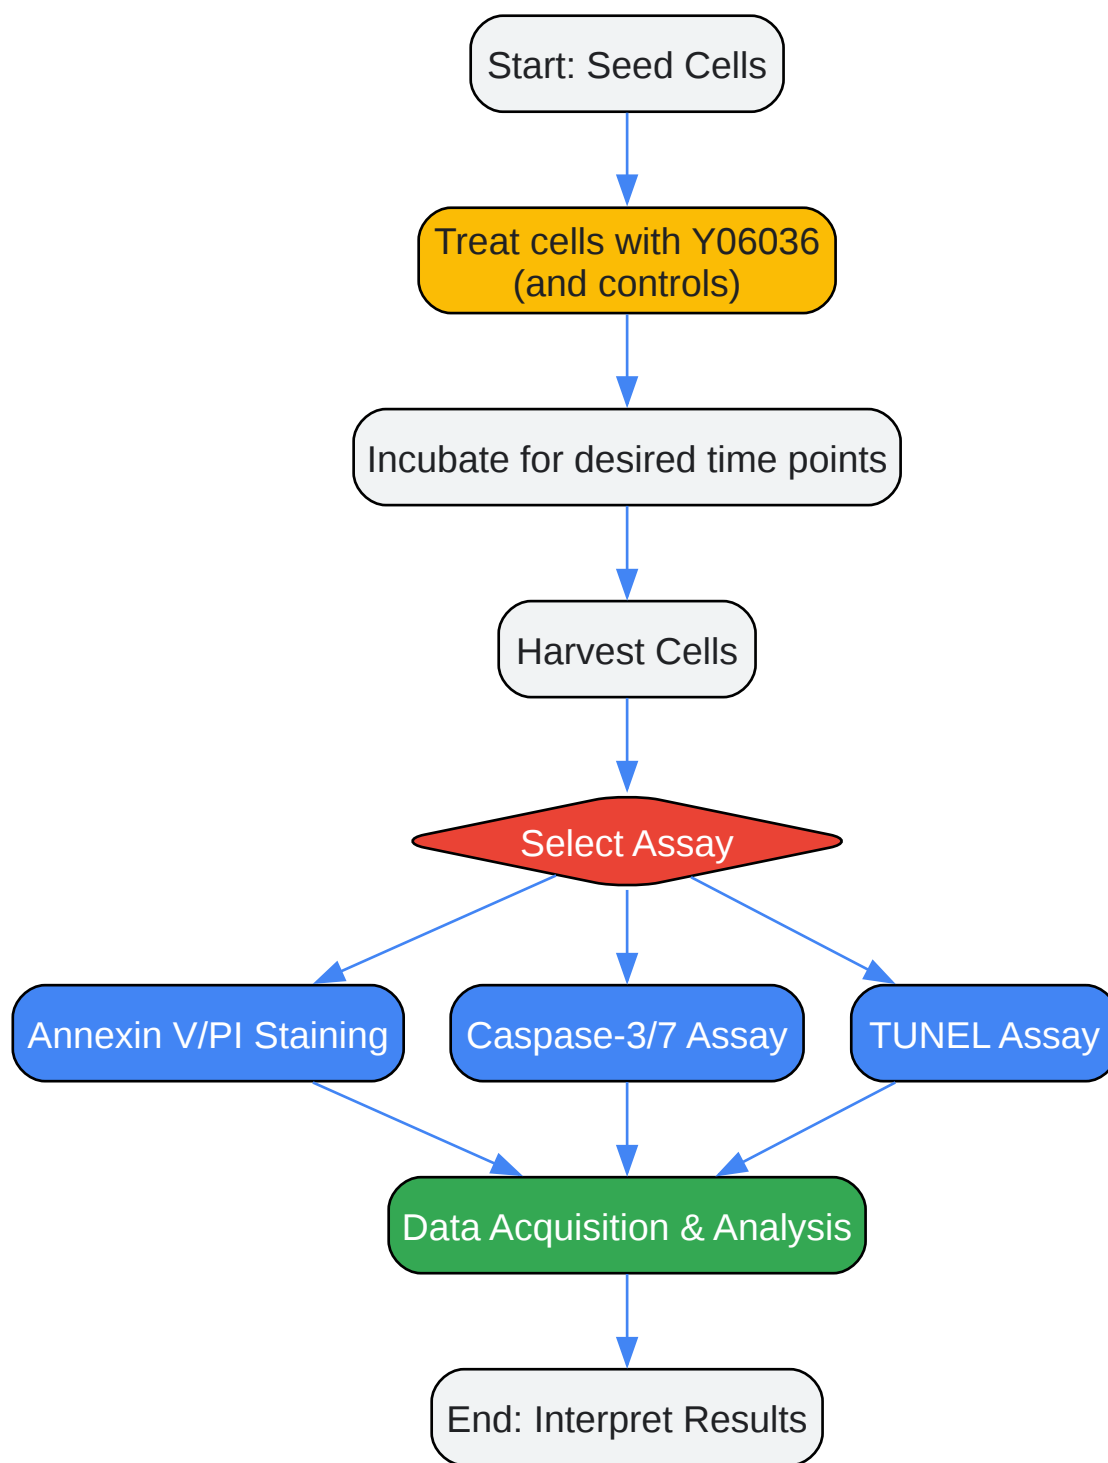 Start: Seed Cells
Treat cells with Y06036
(and controls)
Incubate for desired time points
Harvest Cells
Select Assay
Annexin V/PI Staining
Caspase-3/7 Assay
TUNEL Assay
Data Acquisition & Analysis
End: Interpret Results